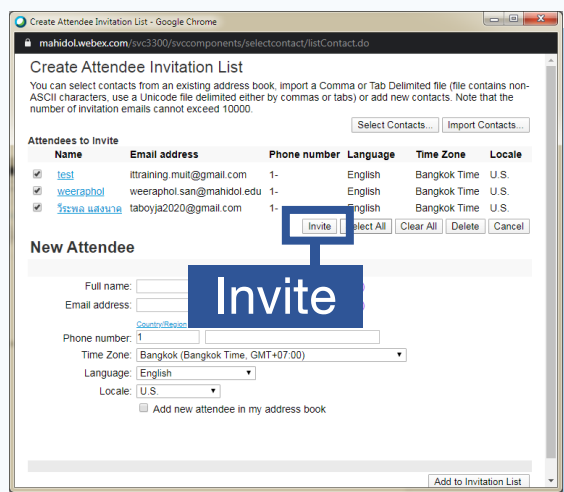 Create Attendee Invitation List - Google Chrome
mahidol.webex.com/svc3300/svccomponents/selectcontact/listContact.do
Create Attendee Invitation List
You can select contacts from an existing address book, import a Comma or Tab Delimited file (file contains non-
ASCII characters, use a Unicode file delimited either by commas or tabs) or add new contacts. Note that the
number of invitation emails cannot exceed 10000.
Select Contacts... Import Contacts...
Attendees to Invite
Name Email address Phone number Language Time Zone Locale
test ittraining.muit@gmail.com 1- English Bangkok Time U.S.
weeraphol weeraphol.san@mahidol.edu 1- English Bangkok Time U.S.
วีระพล แสงนาค taboyja2020@gmail.com 1- English Bangkok Time U.S.
Invite Select All Clear All Delete Cancel
New Attendee
Invite
Full name:
Email address:
Country/Region
Phone number: 1
Time Zone: Bangkok (Bangkok Time, GMT+07:00)
Language: English
Locale: U.S.
Add new attendee in my address book
Add to Invitation List